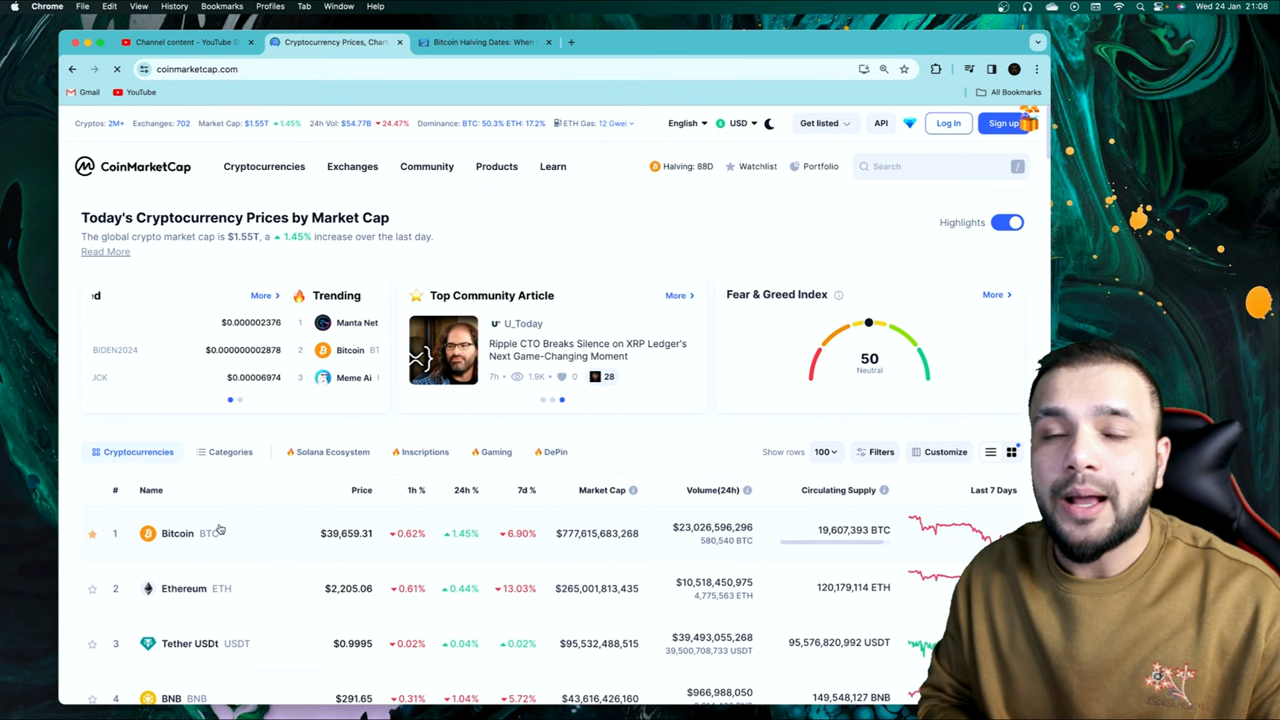 Chrome File Edit View History Bookmarks Profiles Tab Window Help Wed 24 Jan 21:08
Channel content - YouTube S Cryptocurrency Prices, Char Bitcoin Halving Dates: When
coinmarketcap.com
Gmail YouTube All Bookmarks
Cryptos: 2M+ Exchanges: 702 Market Cap: $1.55T 1.45% 24h Vol: $54.77B 24.47% Dominance: BTC: 50.3% ETH: 17.2% ETH Gas: 12 Gwei English USD Get listed API Log In Sign up
CoinMarketCap Cryptocurrencies Exchanges Community Products Learn Halving: 88D Watchlist Portfolio Search /
Today's Cryptocurrency Prices by Market Cap
Highlights
The global crypto market cap is $1.55T, a 1.45% increase over the last day.
Read More
ed More > Trending
$0.000002376 1 Manta Net
BIDEN2024 $0.000000002878 2 Bitcoin BT
UCK $0.00006974 3 Meme Ai
Top Community Article More >
U_Today
Ripple CTO Breaks Silence on XRP Ledger's
Next Game-Changing Moment
7h • 1.9K • 0 28
Fear & Greed Index More >
50
Neutral
Cryptocurrencies Categories Solana Ecosystem Inscriptions Gaming DePin Show rows 100 Filters Customize
# Name Price 1h % 24h % 7d % Market Cap Volume(24h) Circulating Supply Last 7 Days
1 Bitcoin BTC $39,659.31 0.62% 1.45% 6.90% $777,615,683,268 $23,026,596,296 19,607,393 BTC
580,540 BTC
2 Ethereum ETH $2,205.06 0.61% 0.44% 13.03% $265,001,813,435 $10,518,450,975 120,179,114 ETH
4,775,563 ETH
3 Tether USDt USDT $0.9995 0.02% 0.04% 0.02% $95,532,488,515 $39,493,055,268 95,576,820,992 USDT
39,500,708,733 USDT
4 BNB BNB $291.65 0.31% 1.04% 5.72% $43,616,426,160 $966,988,050 149,548,127 BNB